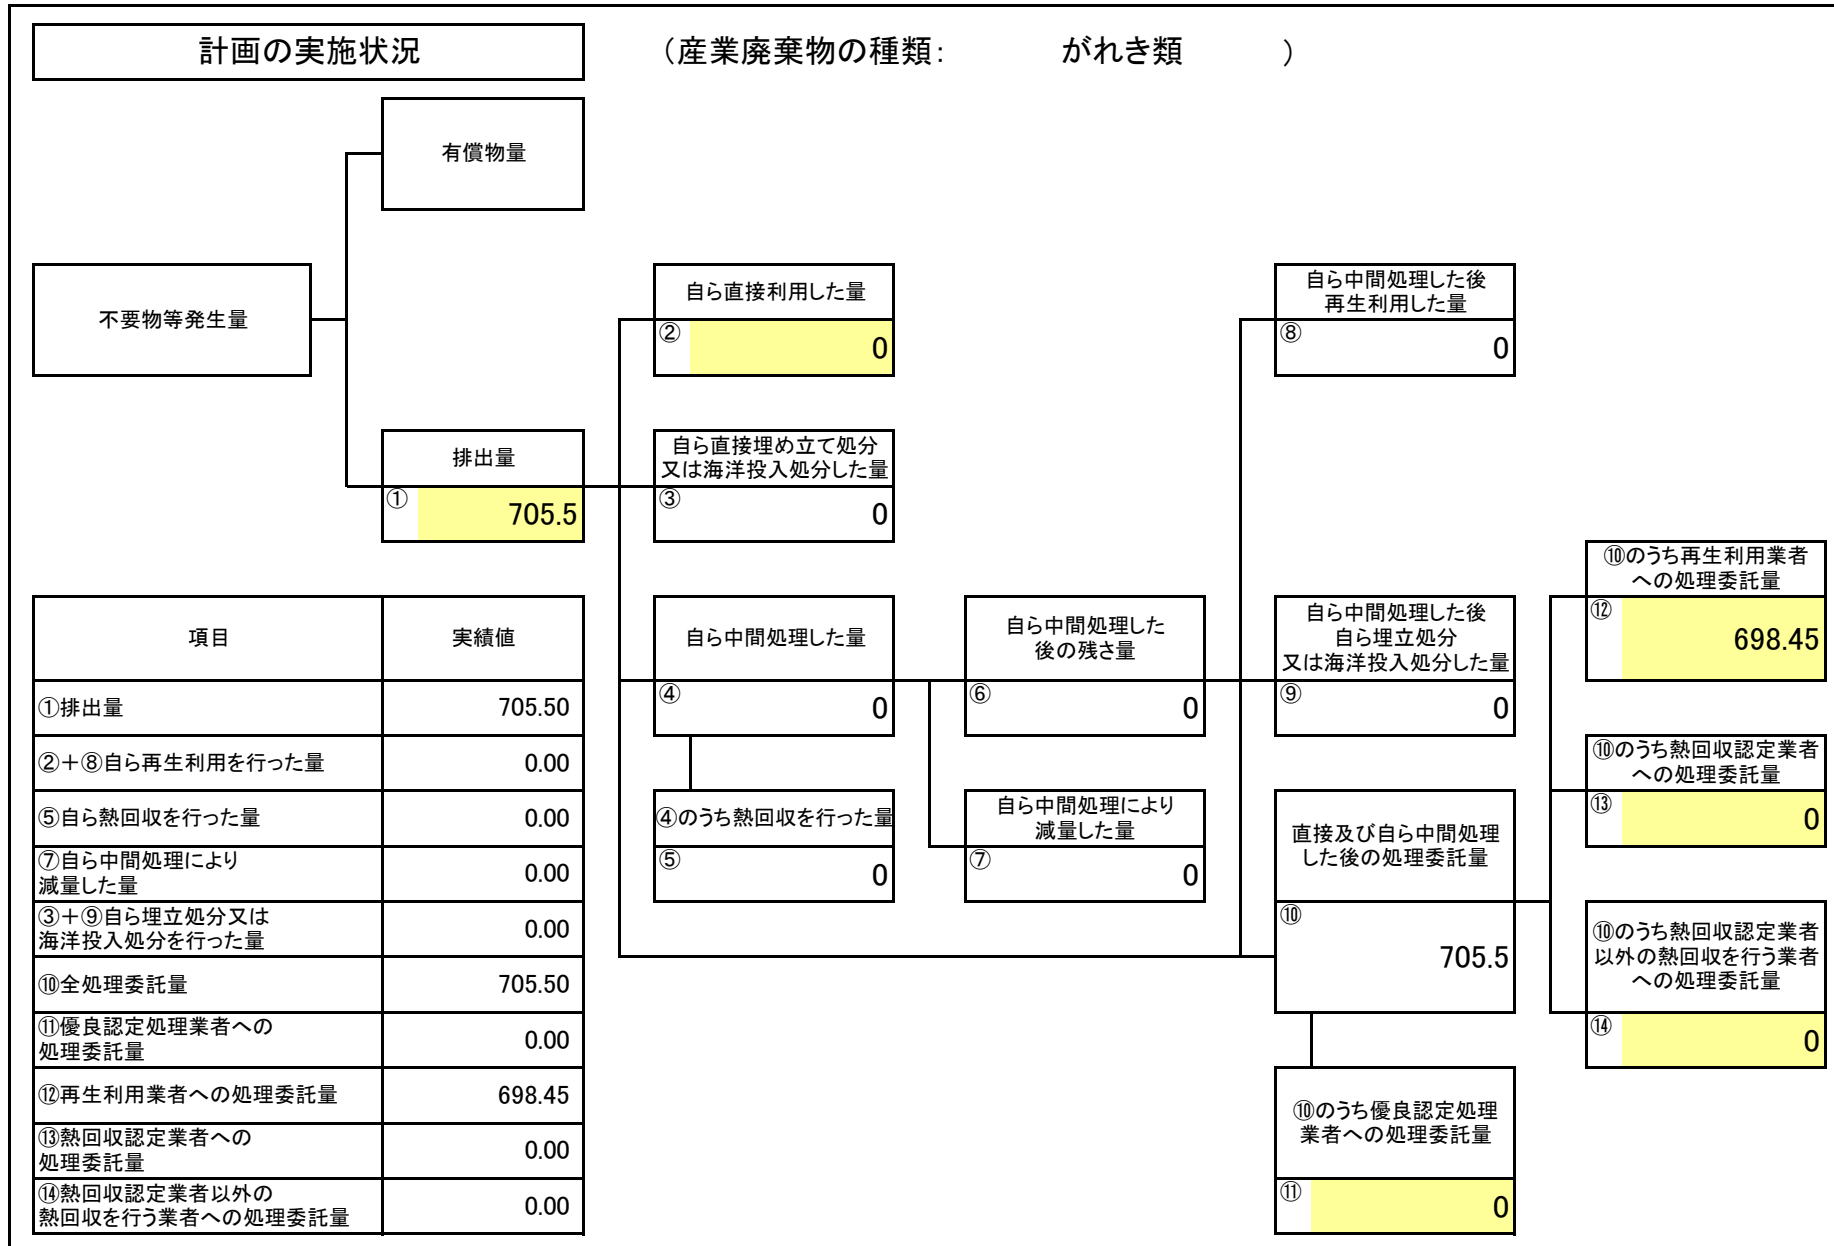 計画の実施状況
（産業廃棄物の種類： がれき類 ）
有償物量
不要物等発生量
自ら直接利用した量
② 0
自ら中間処理した後
再生利用した量
⑧ 0
排出量
① 705.5
自ら直接埋め立て処分
又は海洋投入処分した量
③ 0
⑩のうち再生利用業者
への処理委託量
⑫ 698.45
自ら中間処理した量
④ 0
自ら中間処理した
後の残さ量
⑥ 0
自ら中間処理した後
自ら埋立処分
又は海洋投入処分した量
⑨ 0
⑩のうち熱回収認定業者
への処理委託量
⑬ 0
④のうち熱回収を行った量
⑤ 0
自ら中間処理により
減量した量
⑦ 0
直接及び自ら中間処理
した後の処理委託量
⑩ 705.5
⑩のうち熱回収認定業者
以外の熱回収を行う業者
への処理委託量
⑭ 0
⑩のうち優良認定処理
業者への処理委託量
⑪ 0
項目 実績値
①排出量 705.50
②＋⑧自ら再生利用を行った量 0.00
⑤自ら熱回収を行った量 0.00
⑦自ら中間処理により
減量した量 0.00
③＋⑨自ら埋立処分又は
海洋投入処分を行った量 0.00
⑩全処理委託量 705.50
⑪優良認定処理業者への
処理委託量 0.00
⑫再生利用業者への処理委託量 698.45
⑬熱回収認定業者への
処理委託量 0.00
⑭熱回収認定業者以外の
熱回収を行う業者への処理委託量 0.00